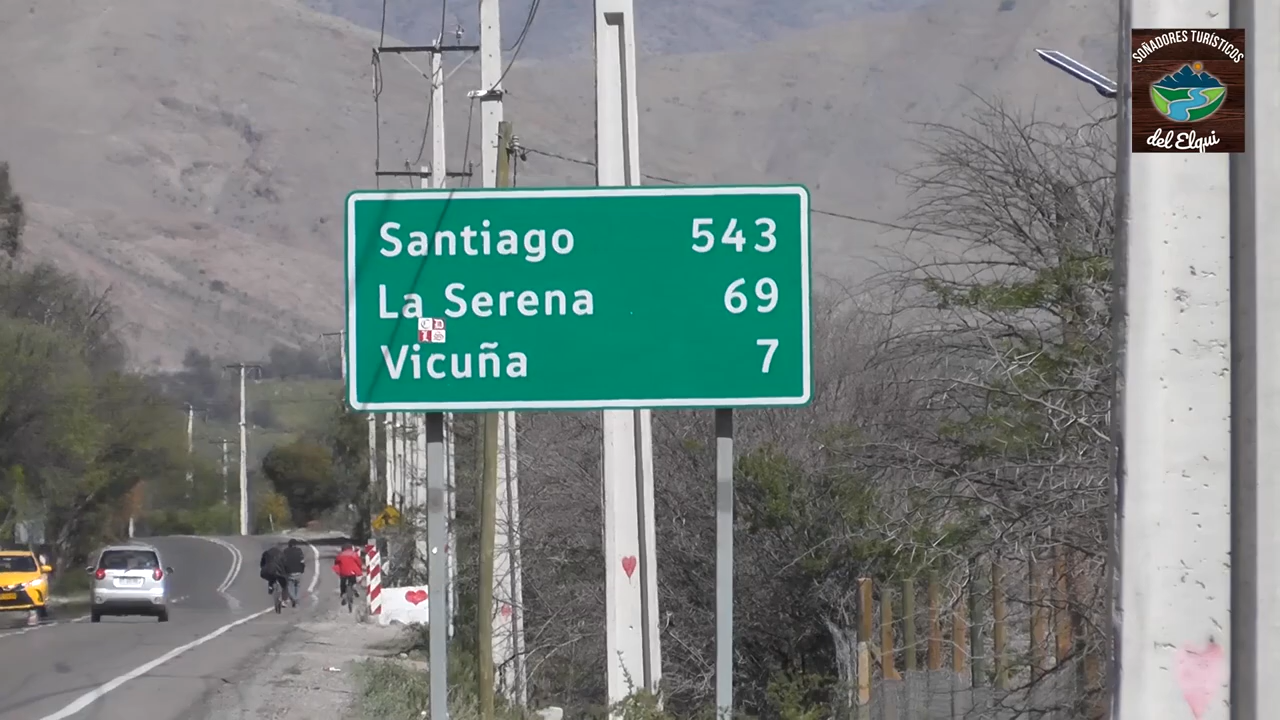 SOÑADORES TURÍSTICOS
del Elqui
Santiago 543
La Serena 69
Vicuña 7